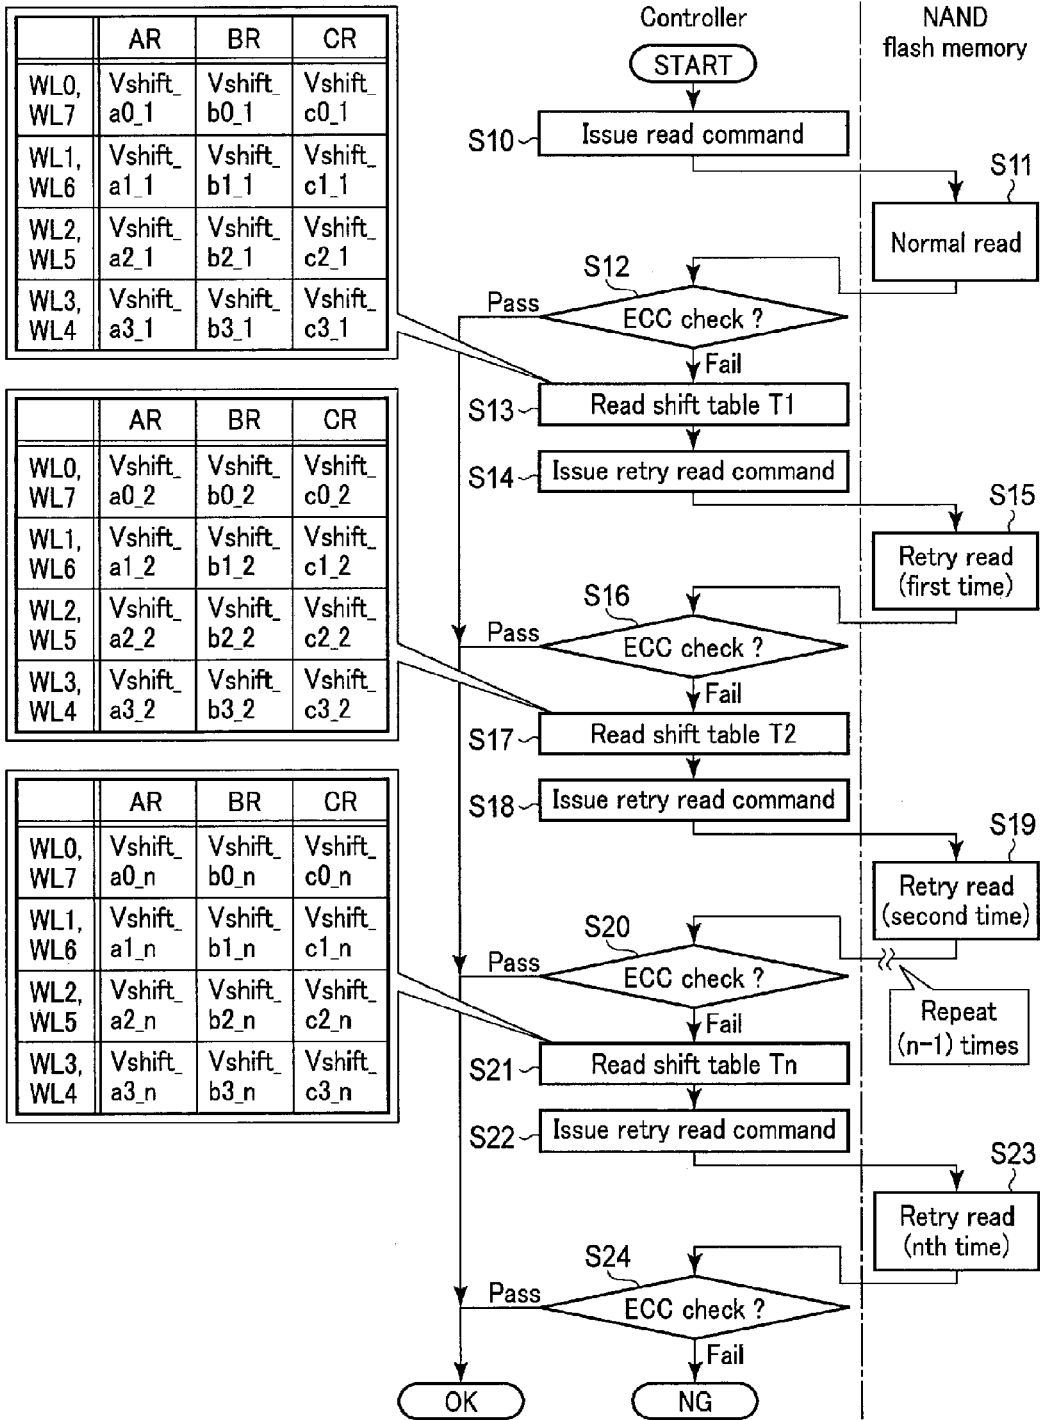 AR BR CR
WL0, Vshift_ Vshift_ Vshift_
WL7 a0_1 b0_1 c0_1
WL1, Vshift_ Vshift_ Vshift_
WL6 a1_1 b1_1 c1_1
WL2, Vshift_ Vshift_ Vshift_
WL5 a2_1 b2_1 c2_1
WL3, Vshift_ Vshift_ Vshift_
WL4 a3_1 b3_1 c3_1
AR BR CR
WL0, Vshift_ Vshift_ Vshift_
WL7 a0_2 b0_2 c0_2
WL1, Vshift_ Vshift_ Vshift_
WL6 a1_2 b1_2 c1_2
WL2, Vshift_ Vshift_ Vshift_
WL5 a2_2 b2_2 c2_2
WL3, Vshift_ Vshift_ Vshift_
WL4 a3_2 b3_2 c3_2
AR BR CR
WL0, Vshift_ Vshift_ Vshift_
WL7 a0_n b0_n c0_n
WL1, Vshift_ Vshift_ Vshift_
WL6 a1_n b1_n c1_n
WL2, Vshift_ Vshift_ Vshift_
WL5 a2_n b2_n c2_n
WL3, Vshift_ Vshift_ Vshift_
WL4 a3_n b3_n c3_n
Controller
NAND
flash memory
START
S10 Issue read command
S11
Normal read
S12
Pass ECC check ?
Fail
S13 Read shift table T1
S14 Issue retry read command
S15
Retry read
(first time)
S16
Pass ECC check ?
Fail
S17 Read shift table T2
S18 Issue retry read command
S19
Retry read
(second time)
S20
Pass ECC check ?
Repeat
(n-1) times
Fail
S21 Read shift table Tn
S22 Issue retry read command
S23
Retry read
(nth time)
S24
Pass ECC check ?
Fail
OK NG